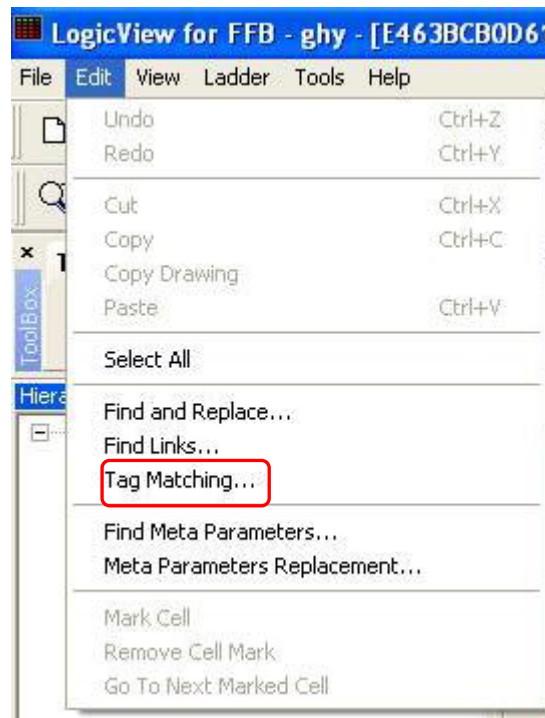 LogicView for FFB - ghy - [E463BCB0D6
File Edit View Ladder Tools Help
Undo Ctrl+Z
Redo Ctrl+Y
Cut Ctrl+X
Copy Ctrl+C
Copy Drawing
Paste Ctrl+V
ToolBox
Select All
Hiera
Find and Replace...
Find Links...
Tag Matching...
Find Meta Parameters...
Meta Parameters Replacement...
Mark Cell
Remove Cell Mark
Go To Next Marked Cell